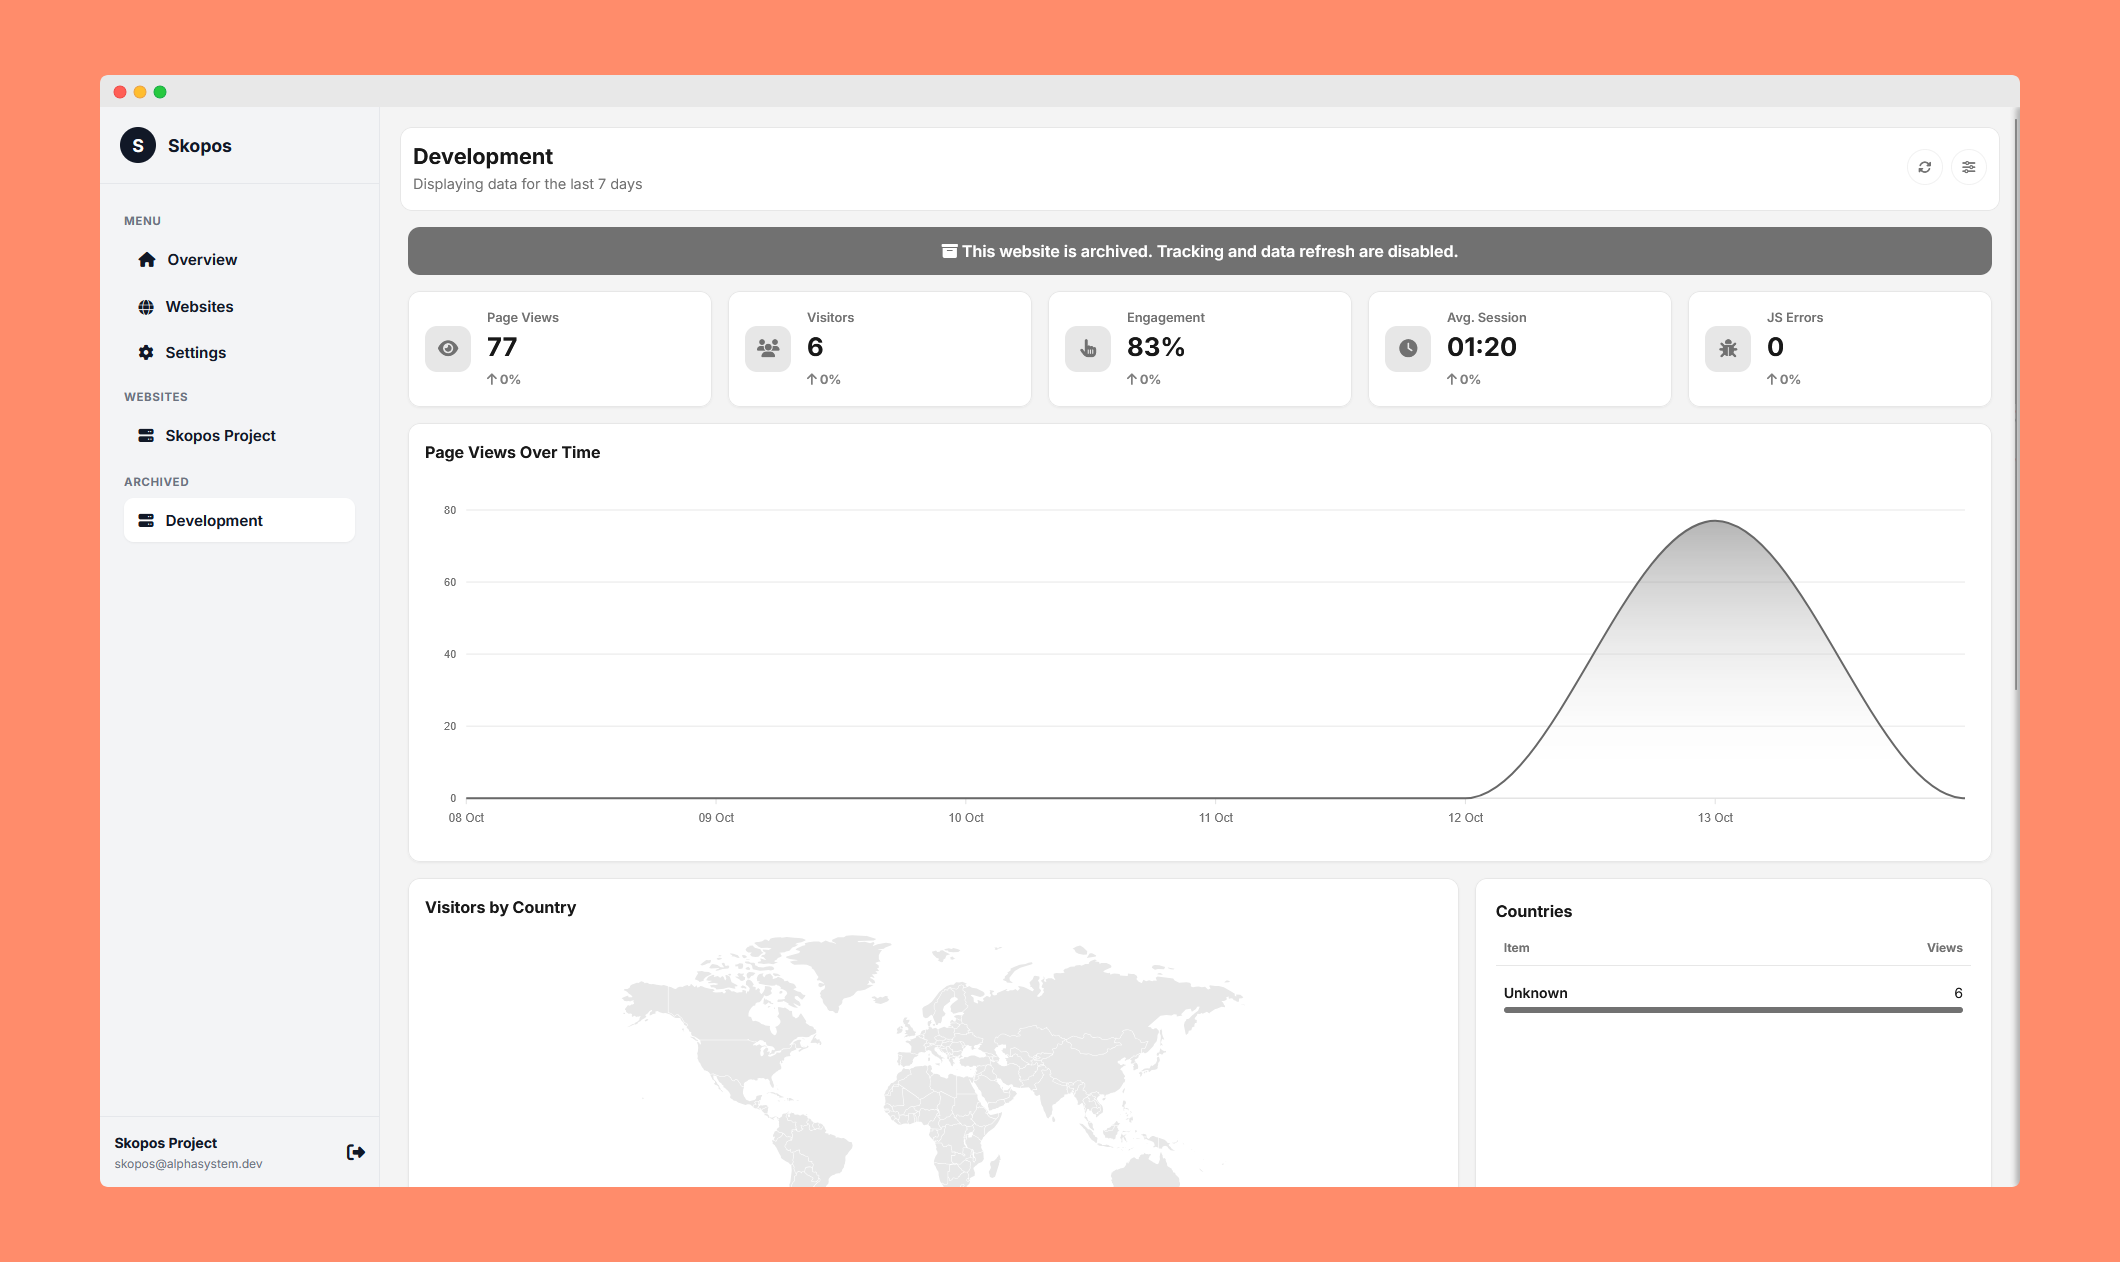 S Skopos
MENU
Overview
Websites
Settings
WEBSITES
Skopos Project
ARCHIVED
Development
Skopos Project
skopos@alphasystem.dev
Development
Displaying data for the last 7 days
This website is archived. Tracking and data refresh are disabled.
Page Views
77
0%
Visitors
6
0%
Engagement
83%
0%
Avg. Session
01:20
0%
JS Errors
0
0%
Page Views Over Time
80
60
40
20
0
08 Oct 09 Oct 10 Oct 11 Oct 12 Oct 13 Oct
Visitors by Country
Countries
Item Views
Unknown 6